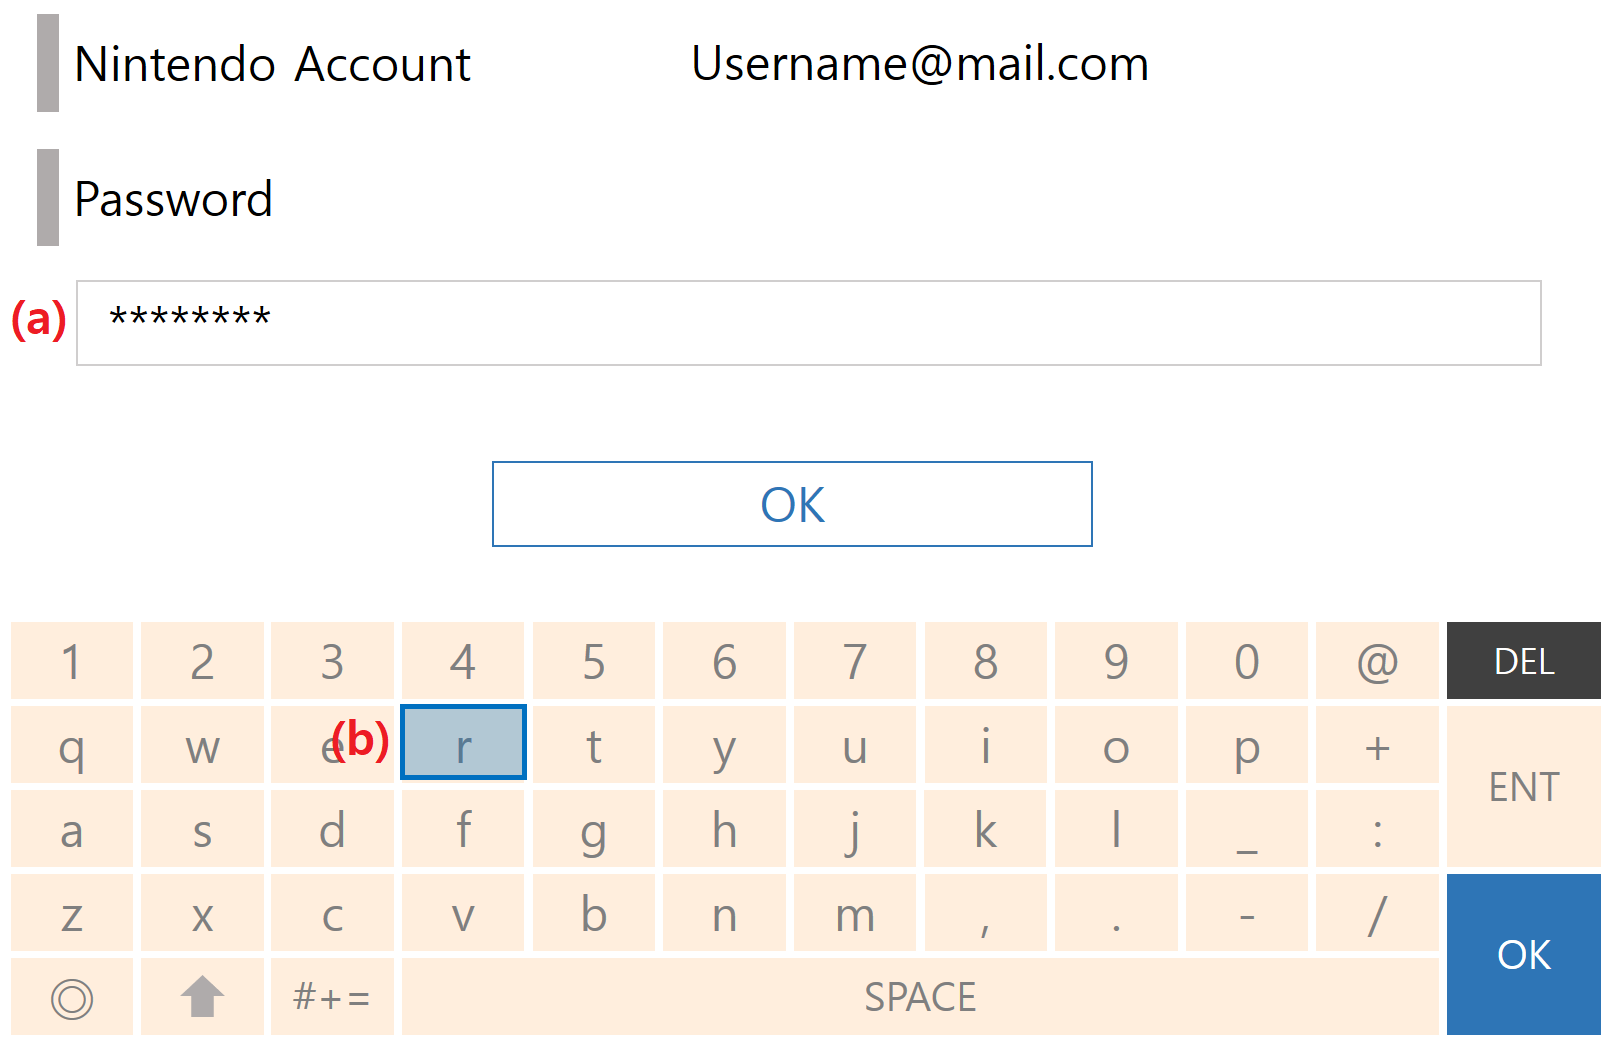 Nintendo Account Username@mail.com
Password
(a) ********
OK
1 2 3 4 5 6 7 8 9 0 @ DEL
q w e (b) r t y u i o p + ENT
a s d f g h j k l _ :
z x c v b n m , . - / OK
◎ ⬆ #+= SPACE